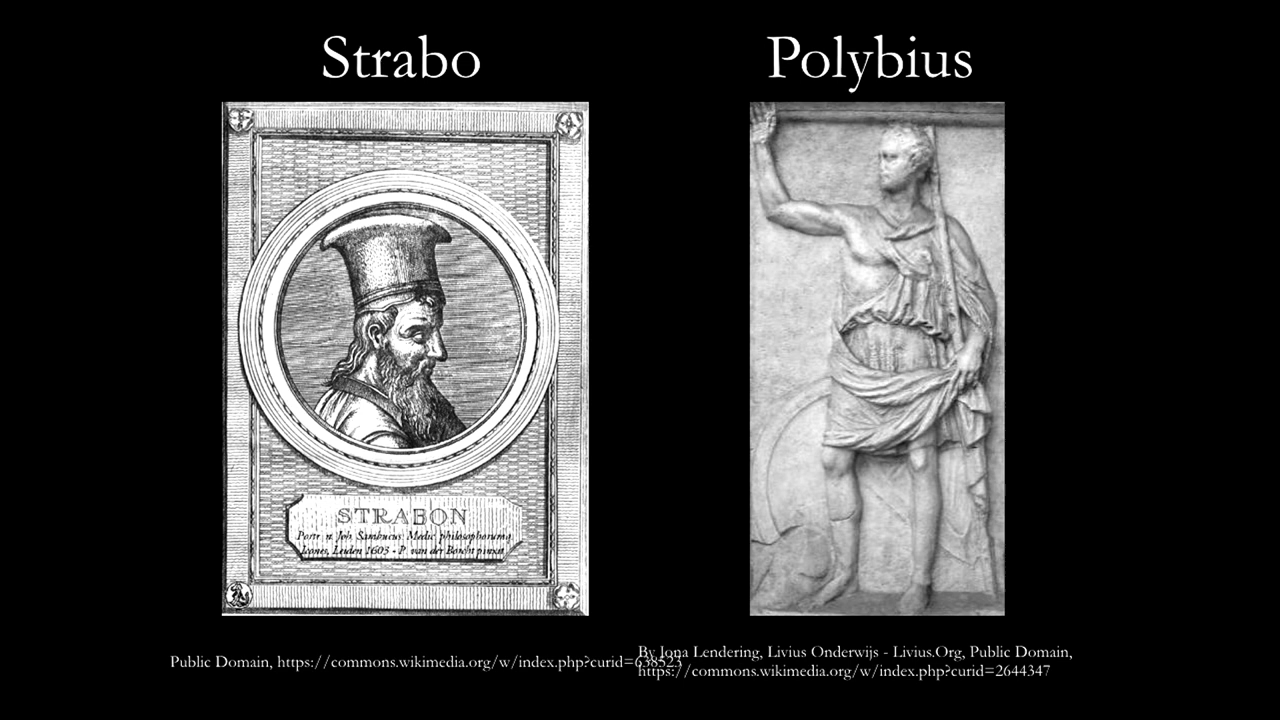 Strabo
Polybius
STRABON
Portr. n. Joh. Sambucus. Medic. philosophorumq.
Icones, Leiden 1603 - P. van der Borcht pinxit
Public Domain, https://commons.wikimedia.org/w/index.php?curid=638523
By Jona Lendering, Livius Onderwijs - Livius.Org, Public Domain,
https://commons.wikimedia.org/w/index.php?curid=2644347